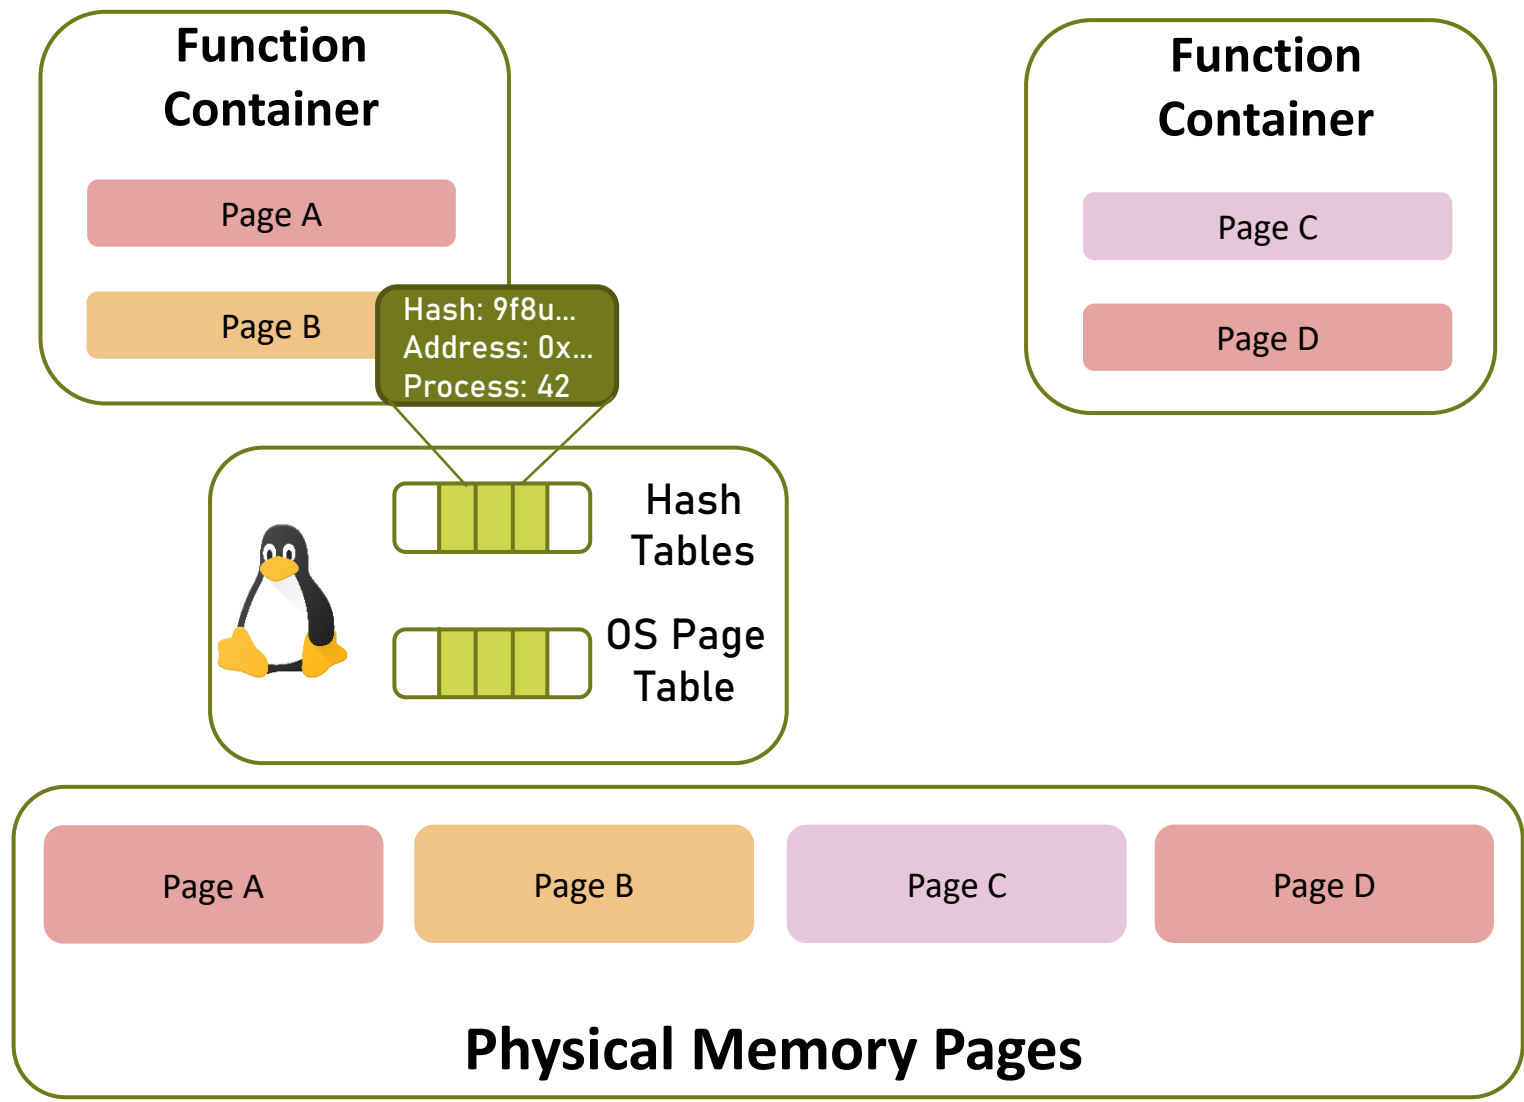 Function
Container
Page A
Page B
Hash: 9f8u...
Address: 0x...
Process: 42
Function
Container
Page C
Page D
Hash
Tables
OS Page
Table
Page A
Page B
Page C
Page D
Physical Memory Pages